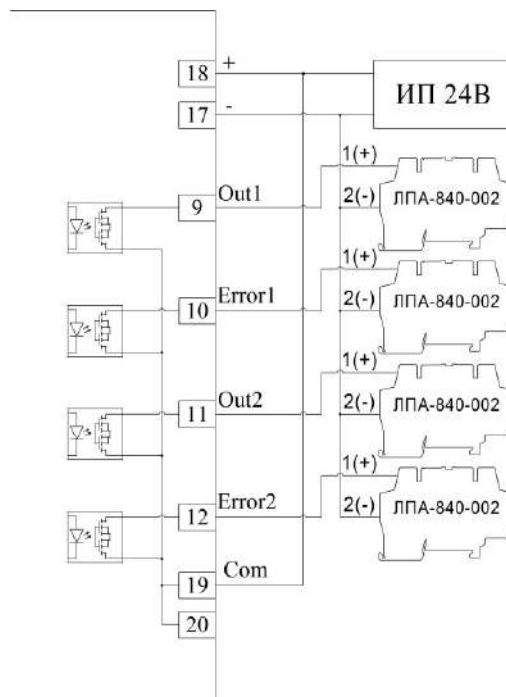 18 +
ИП 24В
17 -
1(+)
9 Out1
2(-) ЛПА-840-002
1(+)
10 Error1
2(-) ЛПА-840-002
1(+)
11 Out2
2(-) ЛПА-840-002
1(+)
12 Error2
2(-) ЛПА-840-002
19 Com
20